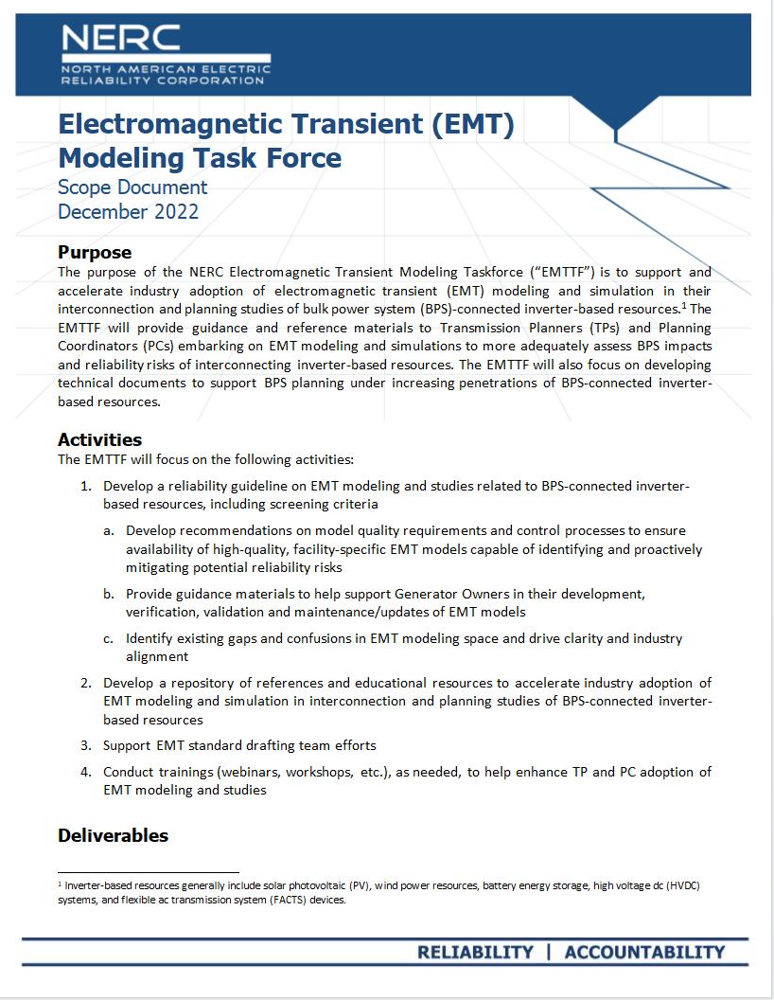 NERC
NORTH AMERICAN ELECTRIC
RELIABILITY CORPORATION
Electromagnetic Transient (EMT)
Modeling Task Force
Scope Document
December 2022
Purpose
The purpose of the NERC Electromagnetic Transient Modeling Taskforce (“EMTTF”) is to support and
accelerate industry adoption of electromagnetic transient (EMT) modeling and simulation in their
interconnection and planning studies of bulk power system (BPS)-connected inverter-based resources.¹ The
EMTTF will provide guidance and reference materials to Transmission Planners (TPs) and Planning
Coordinators (PCs) embarking on EMT modeling and simulations to more adequately assess BPS impacts
and reliability risks of interconnecting inverter-based resources. The EMTTF will also focus on developing
technical documents to support BPS planning under increasing penetrations of BPS-connected inverter-
based resources.
Activities
The EMTTF will focus on the following activities:
1. Develop a reliability guideline on EMT modeling and studies related to BPS-connected inverter-
based resources, including screening criteria
a. Develop recommendations on model quality requirements and control processes to ensure
availability of high-quality, facility-specific EMT models capable of identifying and proactively
mitigating potential reliability risks
b. Provide guidance materials to help support Generator Owners in their development,
verification, validation and maintenance/updates of EMT models
c. Identify existing gaps and confusions in EMT modeling space and drive clarity and industry
alignment
2. Develop a repository of references and educational resources to accelerate industry adoption of
EMT modeling and simulation in interconnection and planning studies of BPS-connected inverter-
based resources
3. Support EMT standard drafting team efforts
4. Conduct trainings (webinars, workshops, etc.), as needed, to help enhance TP and PC adoption of
EMT modeling and studies
Deliverables
¹ Inverter-based resources generally include solar photovoltaic (PV), wind power resources, battery energy storage, high voltage dc (HVDC)
systems, and flexible ac transmission system (FACTS) devices.
RELIABILITY | ACCOUNTABILITY